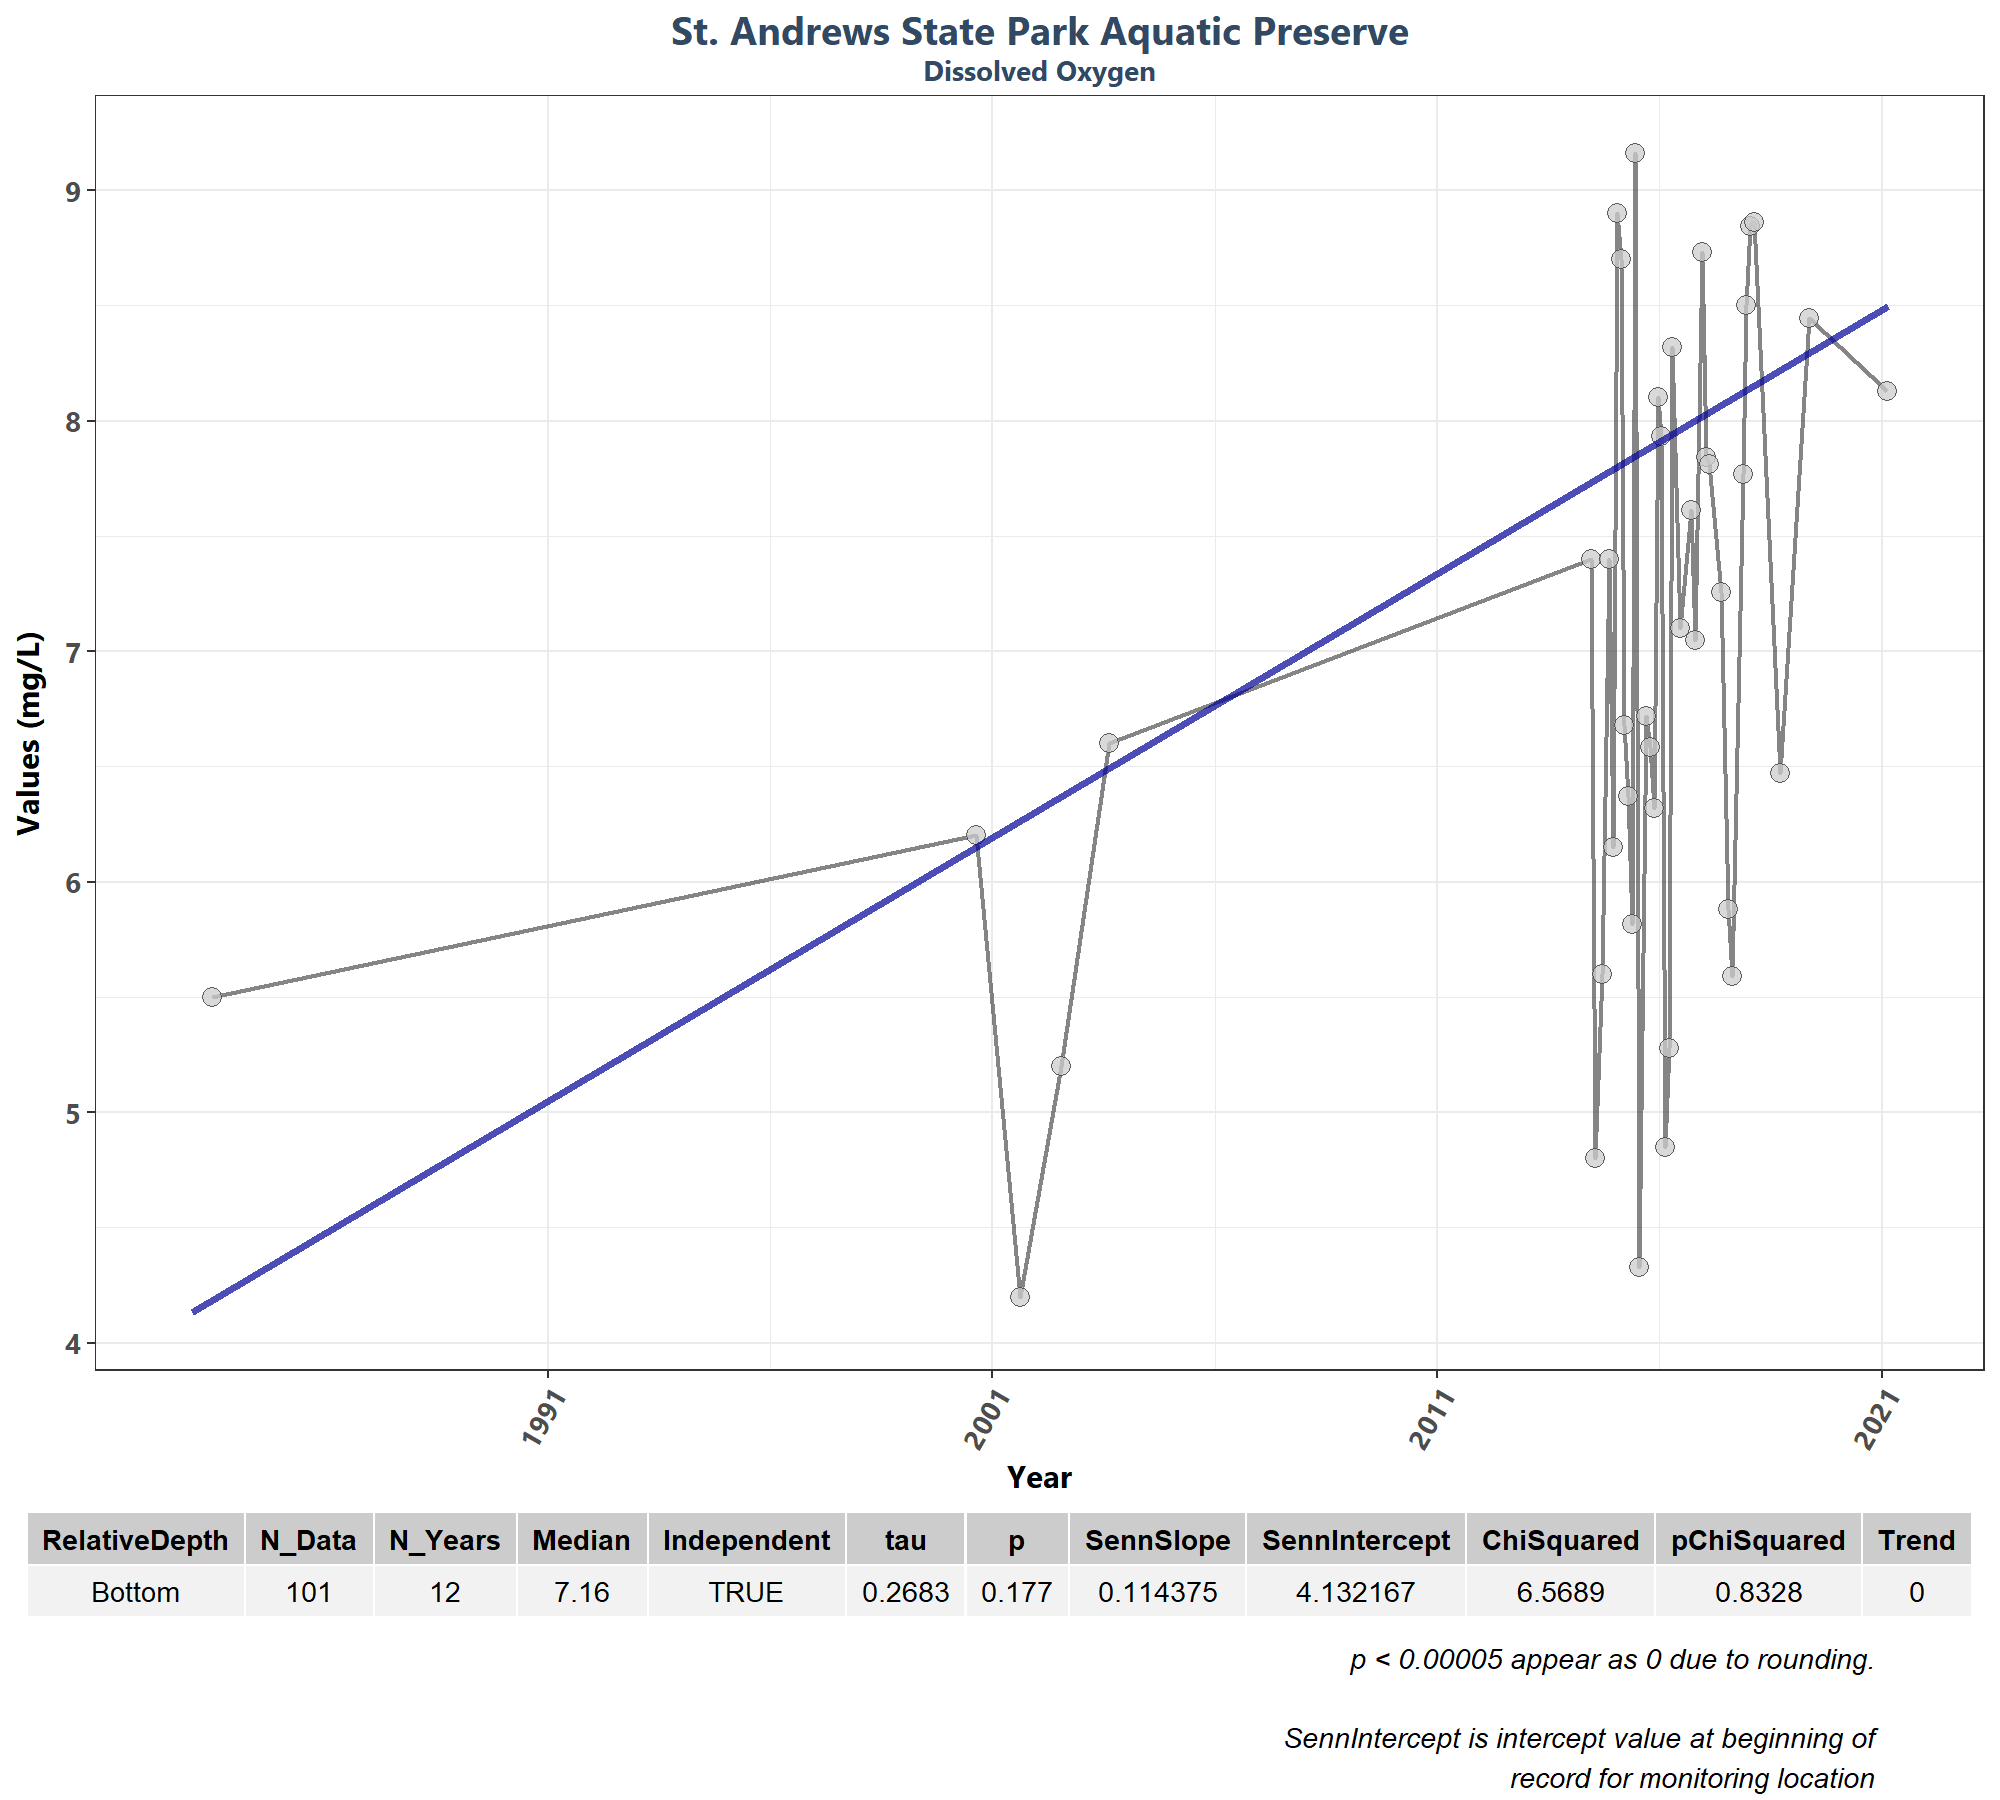 St. Andrews State Park Aquatic Preserve
Dissolved Oxygen
Values (mg/L)
9
8
7
6
5
4
1991
2001
2011
2021
Year
RelativeDepth N_Data N_Years Median Independent tau p SennSlope SennIntercept ChiSquared pChiSquared Trend
Bottom 101 12 7.16 TRUE 0.2683 0.177 0.114375 4.132167 6.5689 0.8328 0
p < 0.00005 appear as 0 due to rounding.
SennIntercept is intercept value at beginning of
record for monitoring location